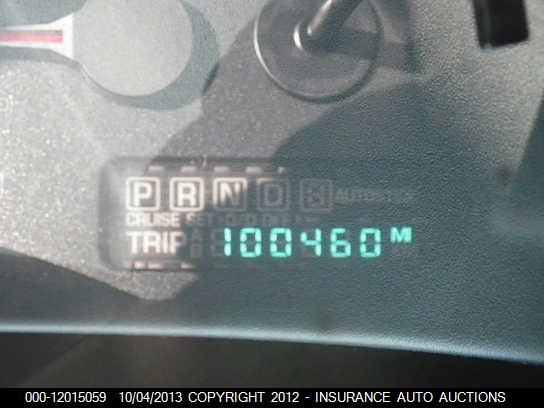 P R N D
CRUISE SET
TRIP 100460 M
000-12015059 10/04/2013 COPYRIGHT 2012 - INSURANCE AUTO AUCTIONS